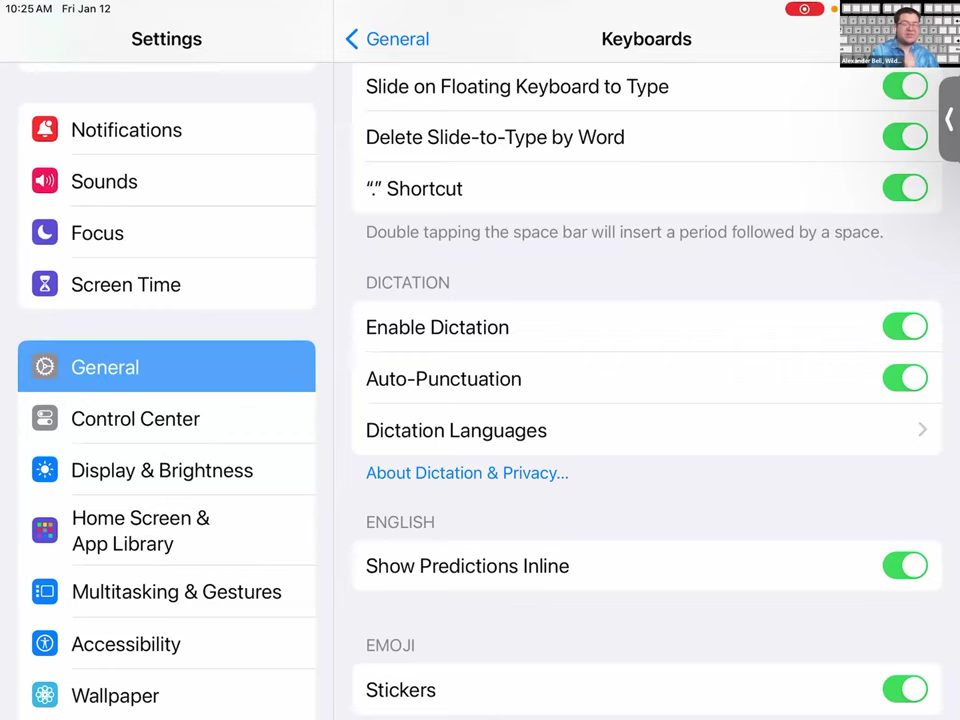 10:25 AM Fri Jan 12
Settings
Notifications
Sounds
Focus
Screen Time
General
Control Center
Display & Brightness
Home Screen &
App Library
Multitasking & Gestures
Accessibility
Wallpaper
General
Keyboards
Slide on Floating Keyboard to Type
Delete Slide-to-Type by Word
“.” Shortcut
Double tapping the space bar will insert a period followed by a space.
DICTATION
Enable Dictation
Auto-Punctuation
Dictation Languages
About Dictation & Privacy...
ENGLISH
Show Predictions Inline
EMOJI
Stickers
Alexander Bell, Wild...